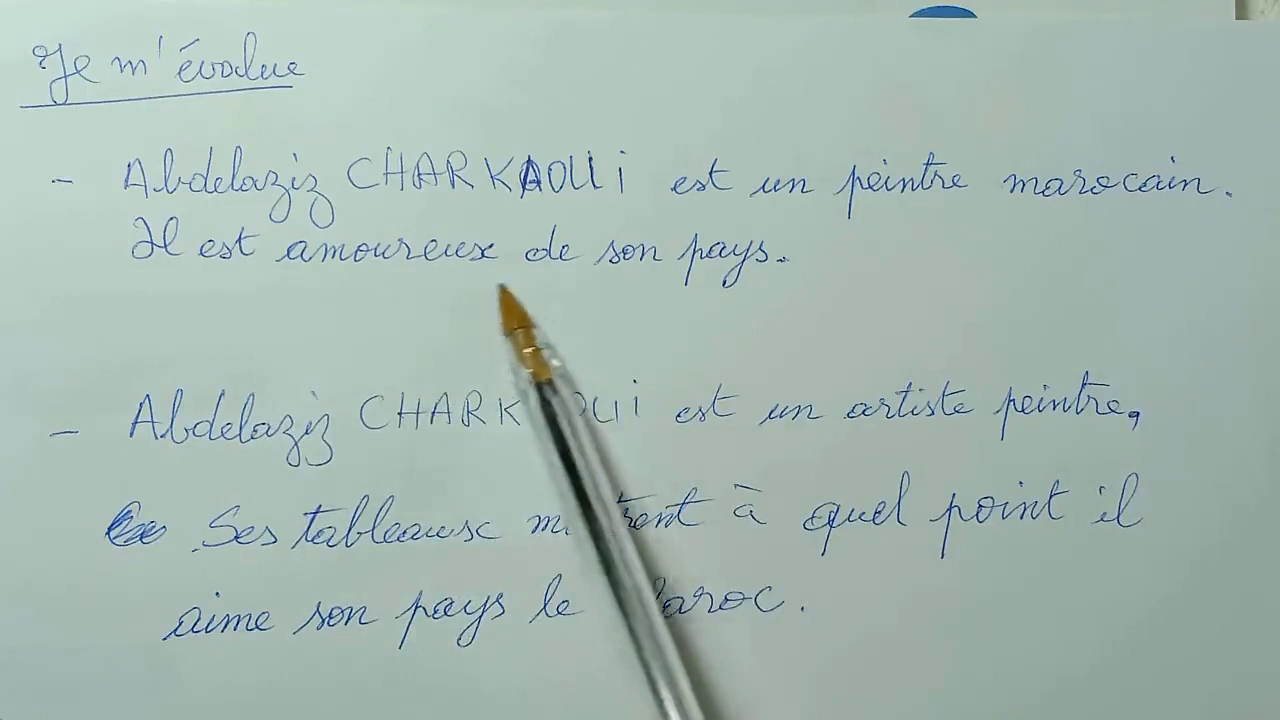 Je m'évalue
- Abdelaziz CHARKAOUi est un peintre marocain.
Il est amoureux de son pays.
- Abdelaziz est un artiste peintre,
Ses tableaux à quel point il
aime son pays le